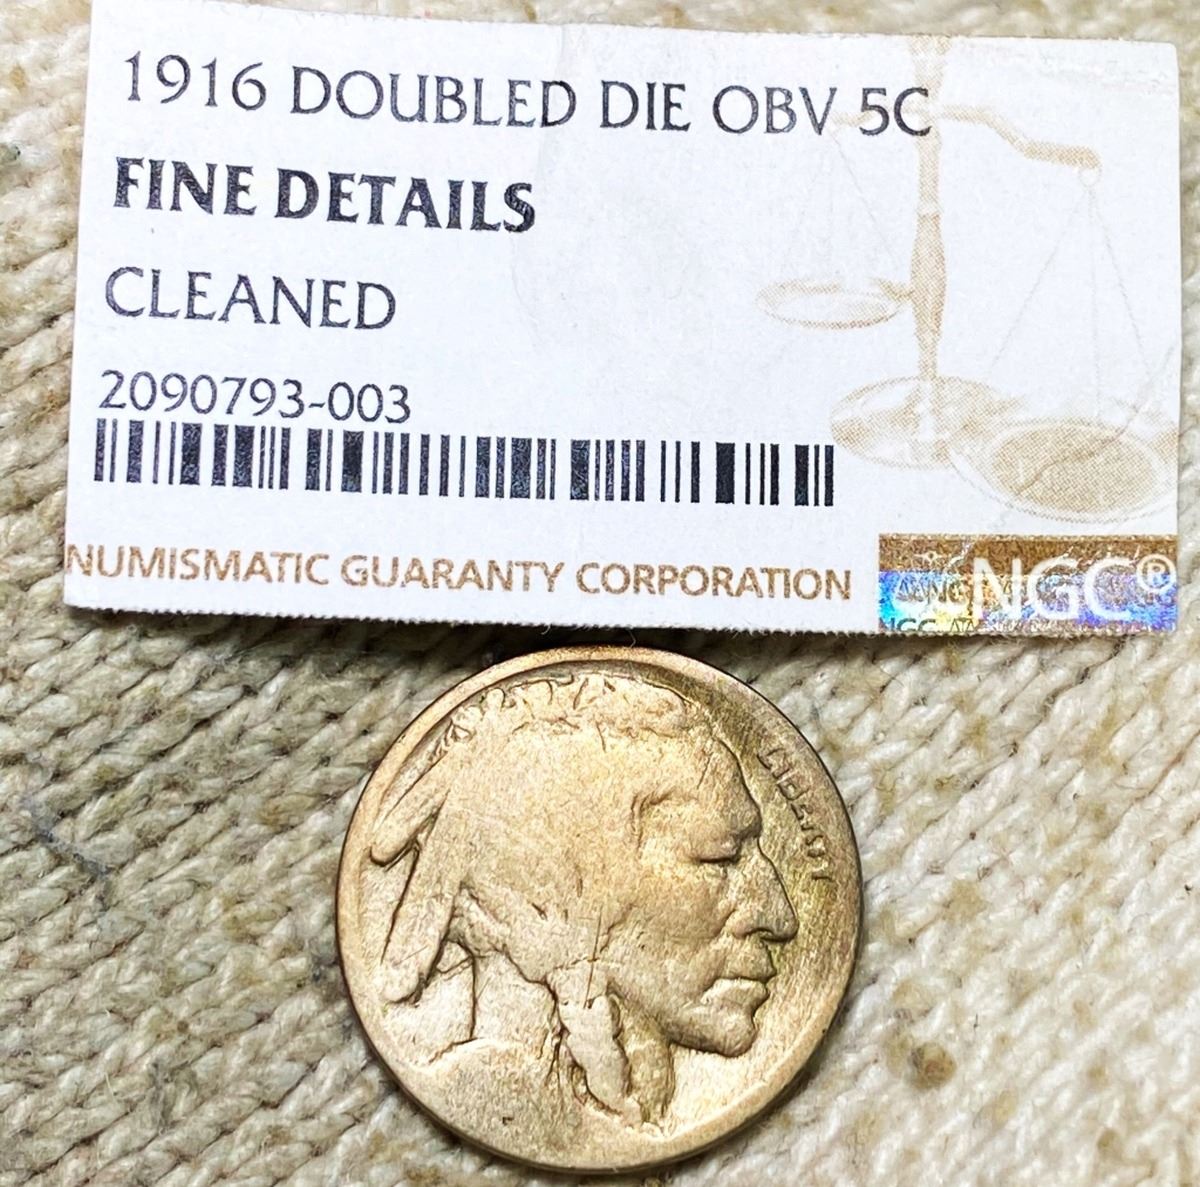 1916 DOUBLED DIE OBV 5C
FINE DETAILS
CLEANED
2090793-003
NUMISMATIC GUARANTY CORPORATION
NGC®
LIBERTY